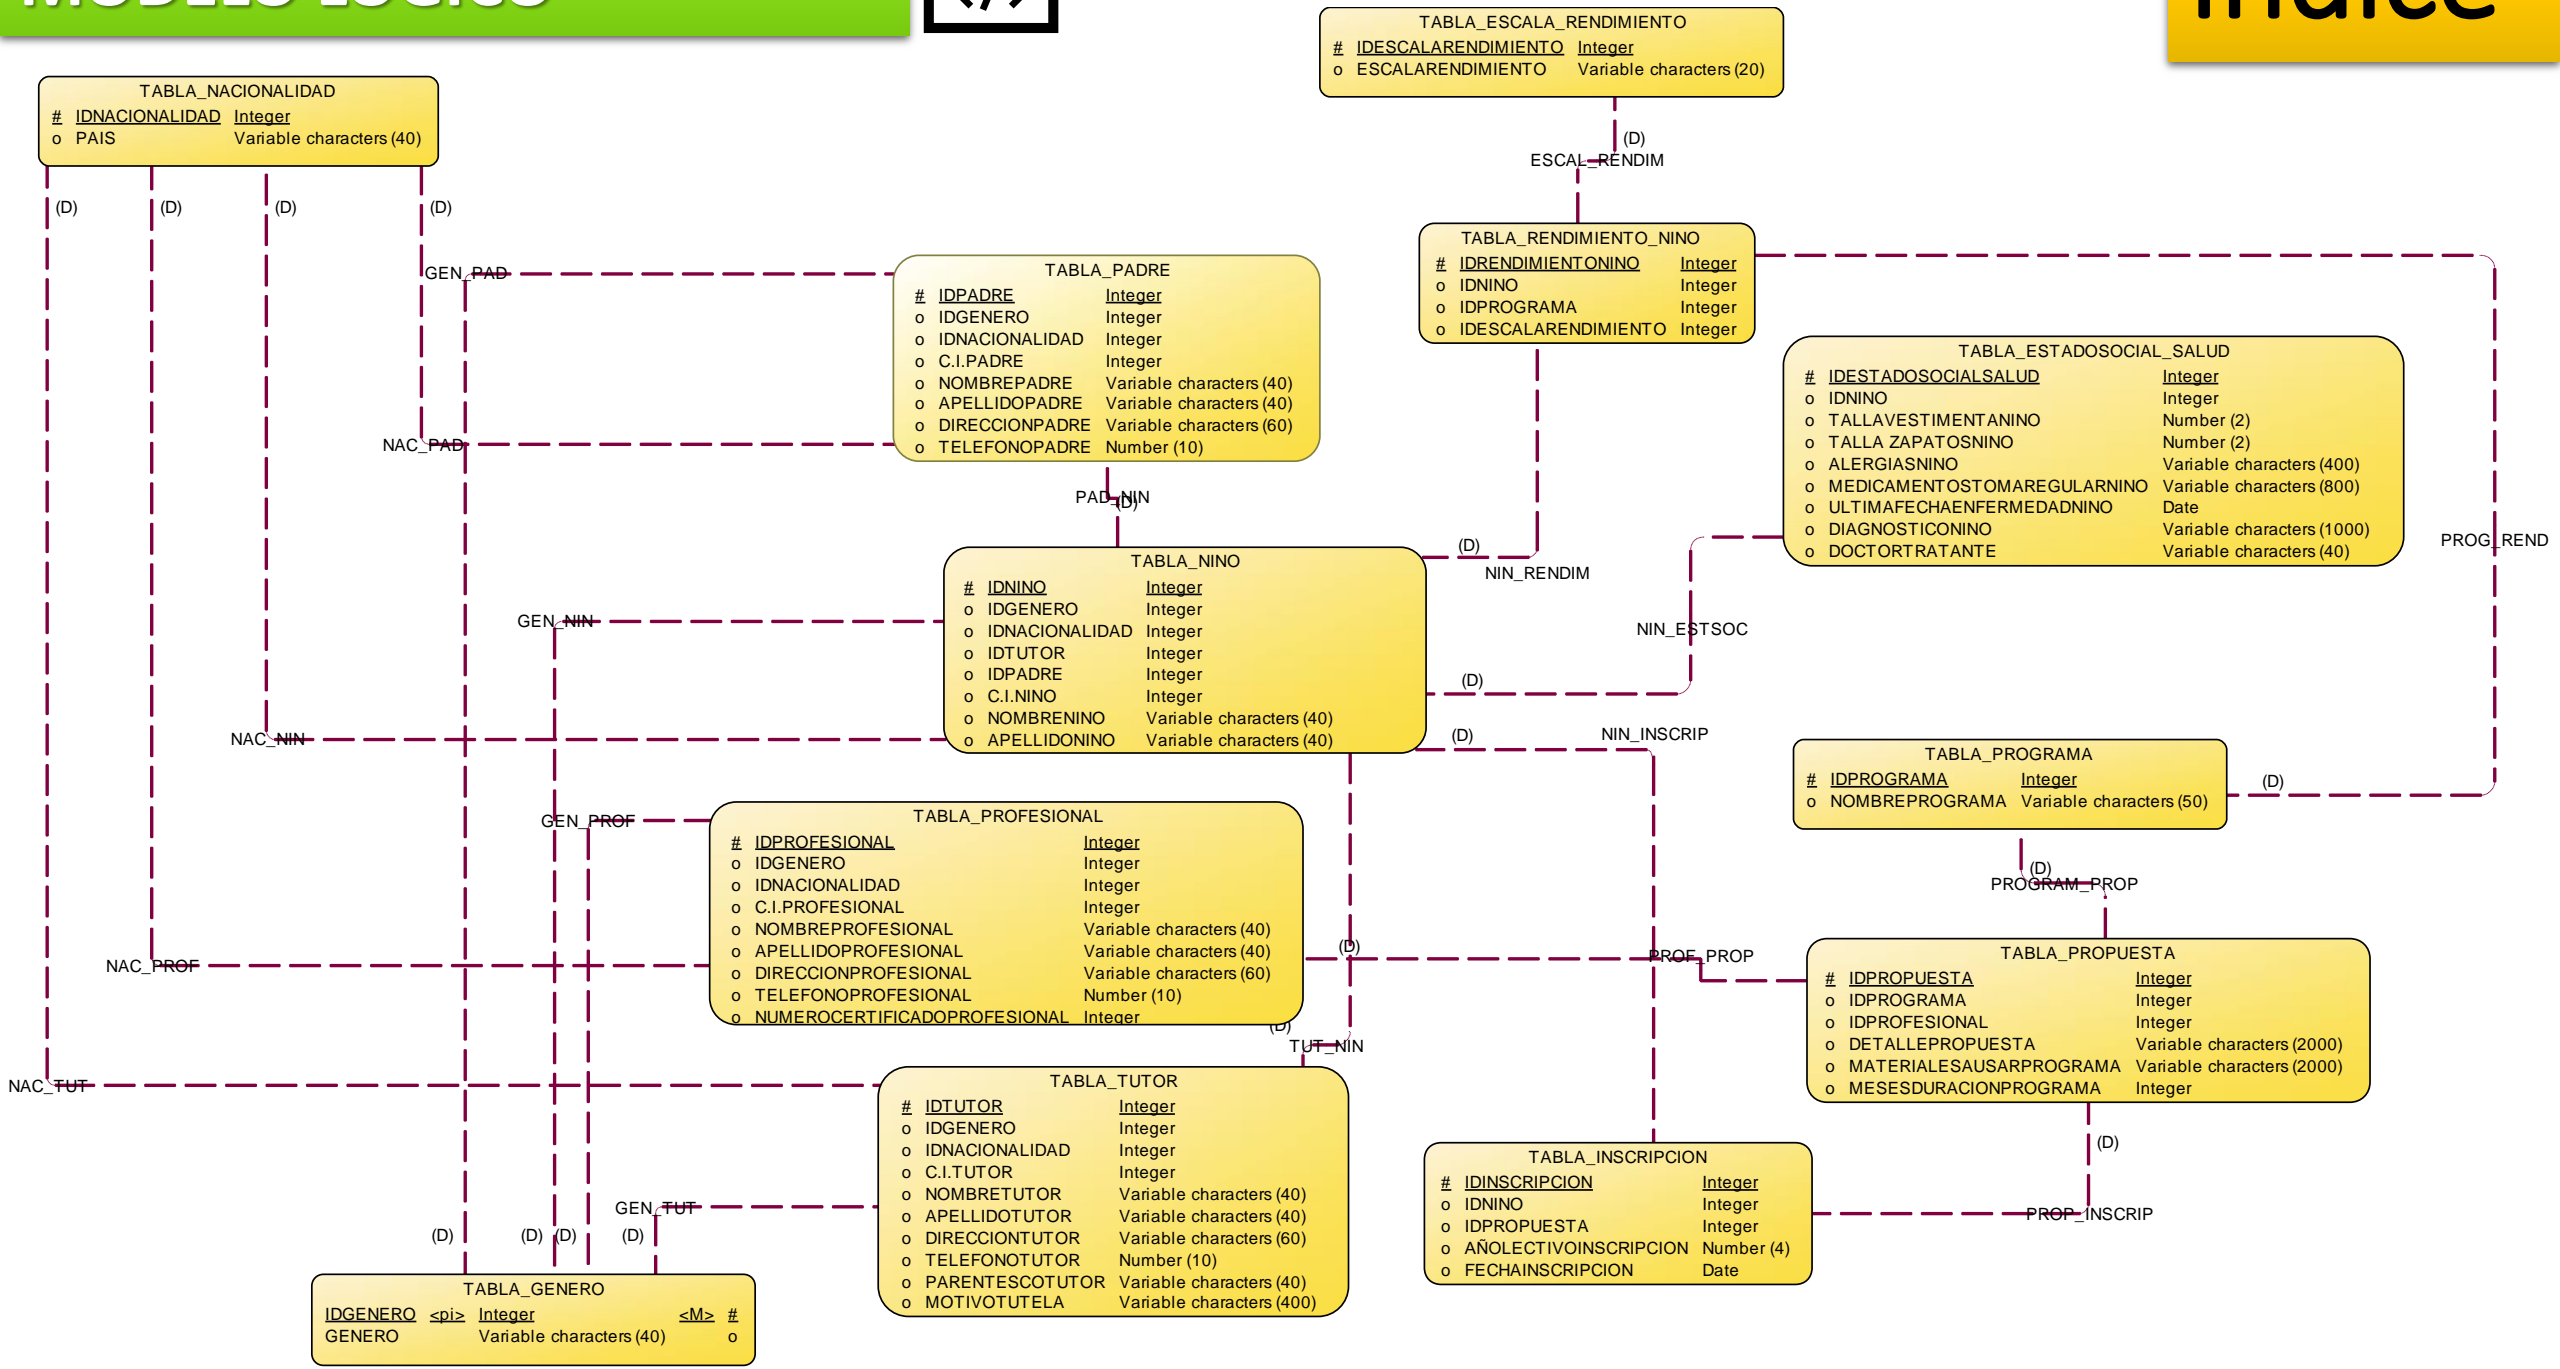 MODELO LOGICO
</>
Índice
TABLA_ESCALA_RENDIMIENTO
# IDESCALARENDIMIENTO Integer
o ESCALARENDIMIENTO Variable characters (20)
TABLA_NACIONALIDAD
# IDNACIONALIDAD Integer
o PAIS Variable characters (40)
(D)
ESCAL_RENDIM
(D) (D) (D) (D)
TABLA_RENDIMIENTO_NINO
# IDRENDIMIENTONINO Integer
o IDNINO Integer
o IDPROGRAMA Integer
o IDESCALARENDIMIENTO Integer
GEN_PAD
NAC_PAD
TABLA_PADRE
# IDPADRE Integer
o IDGENERO Integer
o IDNACIONALIDAD Integer
o C.I.PADRE Integer
o NOMBREPADRE Variable characters (40)
o APELLIDOPADRE Variable characters (40)
o DIRECCIONPADRE Variable characters (60)
o TELEFONOPADRE Number (10)
TABLA_ESTADOSOCIAL_SALUD
# IDESTADOSOCIALSALUD Integer
o IDNINO Integer
o TALLAVESTIMENTANINO Number (2)
o TALLA ZAPATOSNINO Number (2)
o ALERGIASNINO Variable characters (400)
o MEDICAMENTOSTOMAREGULARNINO Variable characters (800)
o ULTIMAFECHAENFERMEDADNINO Date
o DIAGNOSTICONINO Variable characters (1000)
o DOCTORTRATANTE Variable characters (40)
PAD_NIN
(D)
PROG_REND
(D)
NIN_RENDIM
TABLA_NINO
# IDNINO Integer
o IDGENERO Integer
o IDNACIONALIDAD Integer
o IDTUTOR Integer
o IDPADRE Integer
o C.I.NINO Integer
o NOMBRENINO Variable characters (40)
o APELLIDONINO Variable characters (40)
GEN_NIN
NIN_ESTSOC
(D)
NAC_NIN
(D)
NIN_INSCRIP
TABLA_PROGRAMA
# IDPROGRAMA Integer
o NOMBREPROGRAMA Variable characters (50)
(D)
GEN_PROF
TABLA_PROFESIONAL
# IDPROFESIONAL Integer
o IDGENERO Integer
o IDNACIONALIDAD Integer
o C.I.PROFESIONAL Integer
o NOMBREPROFESIONAL Variable characters (40)
o APELLIDOPROFESIONAL Variable characters (40)
o DIRECCIONPROFESIONAL Variable characters (60)
o TELEFONOPROFESIONAL Number (10)
o NUMEROCERTIFICADOPROFESIONAL Integer
(D)
PROGRAM_PROP
(D)
PROF_PROP
NAC_PROF
TABLA_PROPUESTA
# IDPROPUESTA Integer
o IDPROGRAMA Integer
o IDPROFESIONAL Integer
o DETALLEPROPUESTA Variable characters (2000)
o MATERIALESAUSARPROGRAMA Variable characters (2000)
o MESESDURACIONPROGRAMA Integer
(D)
TUT_NIN
NAC_TUT
TABLA_TUTOR
# IDTUTOR Integer
o IDGENERO Integer
o IDNACIONALIDAD Integer
o C.I.TUTOR Integer
o NOMBRETUTOR Variable characters (40)
o APELLIDOTUTOR Variable characters (40)
o DIRECCIONTUTOR Variable characters (60)
o TELEFONOTUTOR Number (10)
o PARENTESCOTUTOR Variable characters (40)
o MOTIVOTUTELA Variable characters (400)
(D)
PROP_INSCRIP
TABLA_INSCRIPCION
# IDINSCRIPCION Integer
o IDNINO Integer
o IDPROPUESTA Integer
o AÑOLECTIVOINSCRIPCION Number (4)
o FECHAINSCRIPCION Date
GEN_TUT
(D) (D) (D) (D)
TABLA_GENERO
IDGENERO <pi> Integer <M> #
GENERO Variable characters (40) o